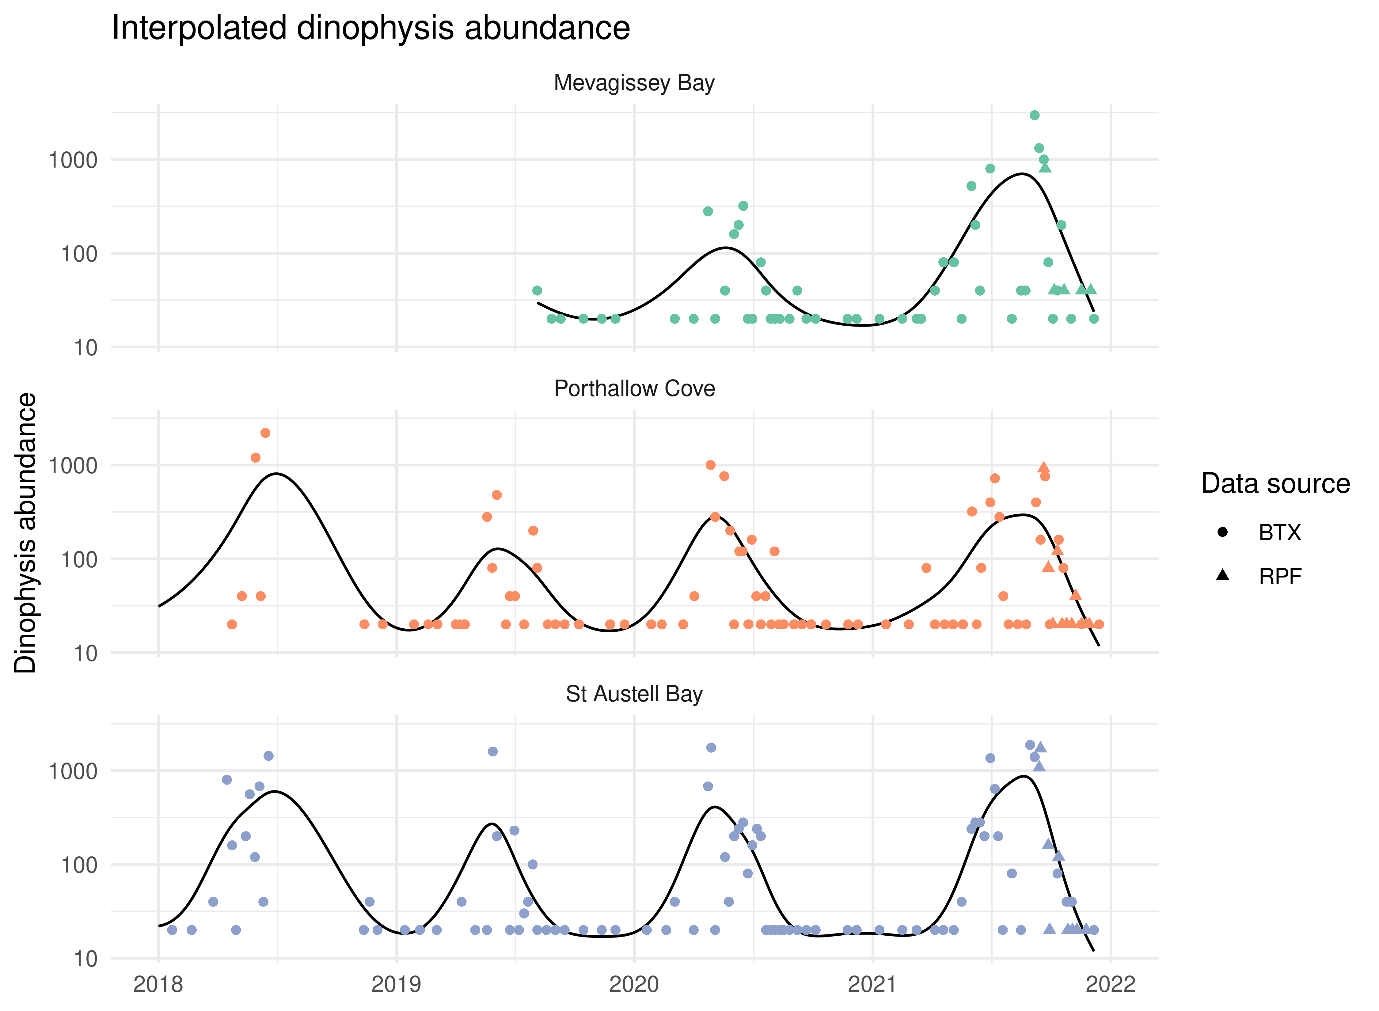 Interpolated dinophysis abundance
Mevagissey Bay
1000
100
10
Porthallow Cove
1000
100
10
St Austell Bay
1000
100
10
2018 2019 2020 2021 2022
Dinophysis abundance
Data source
BTX
RPF